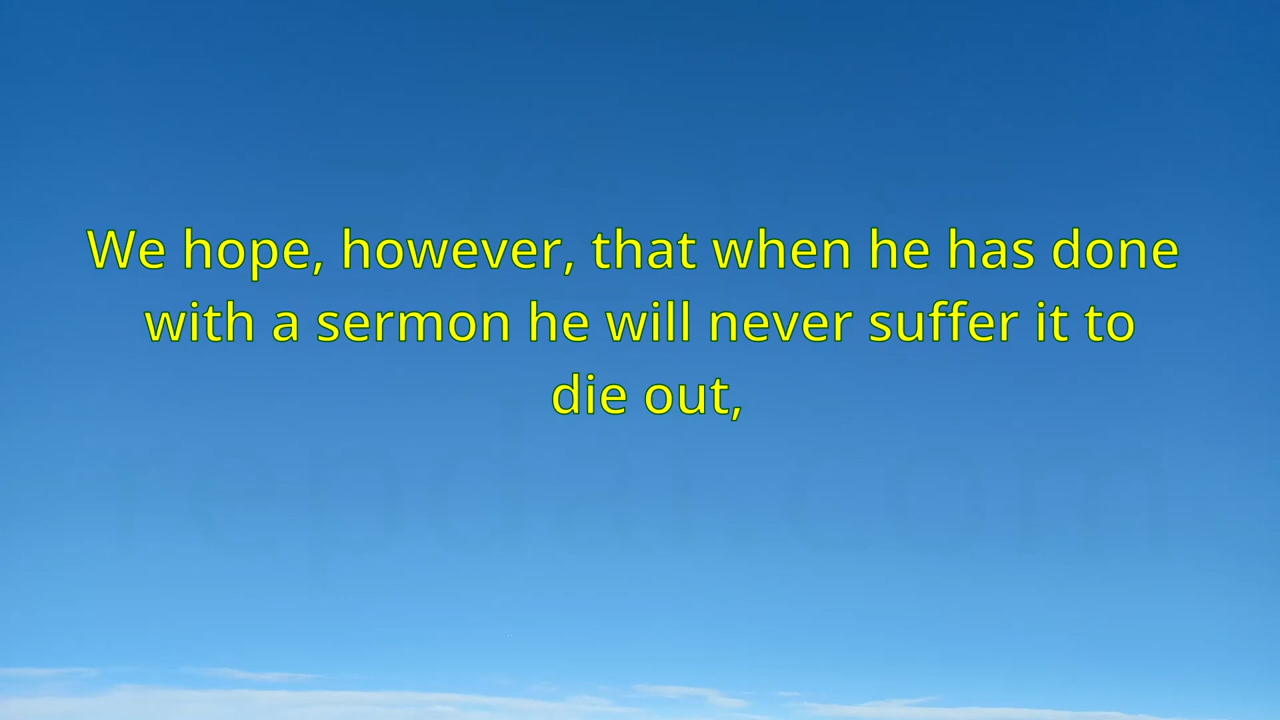 We hope, however, that when he has done
with a sermon he will never suffer it to
die out,